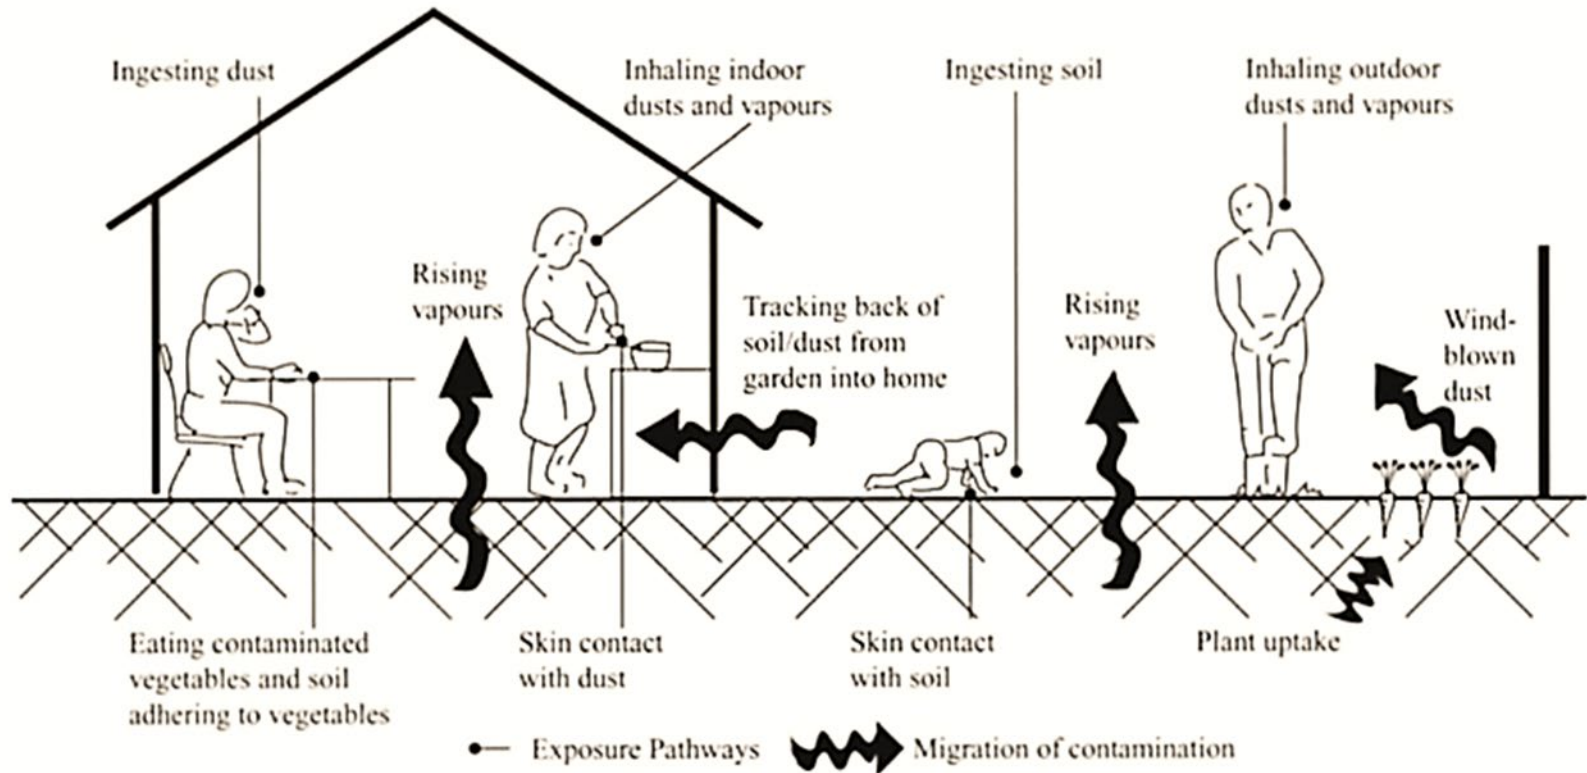 Ingesting dust
Inhaling indoor
dusts and vapours
Ingesting soil
Inhaling outdoor
dusts and vapours
Rising
vapours
Tracking back of
soil/dust from
garden into home
Rising
vapours
Wind-
blown
dust
Eating contaminated
vegetables and soil
adhering to vegetables
Skin contact
with dust
Skin contact
with soil
Plant uptake
Exposure Pathways
Migration of contamination